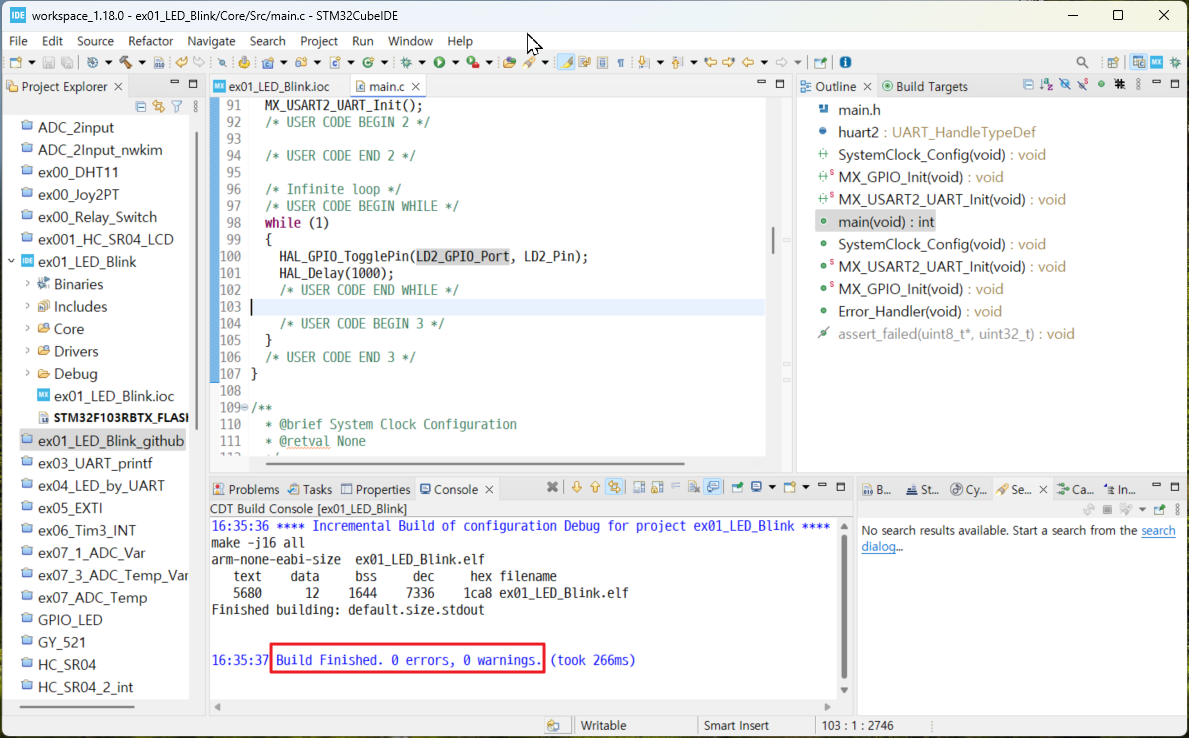 workspace_1.18.0 - ex01_LED_Blink/Core/Src/main.c - STM32CubeIDE
File Edit Source Refactor Navigate Search Project Run Window Help
Project Explorer
ADC_2input
ADC_2Input_nwkim
ex00_DHT11
ex00_Joy2PT
ex00_Relay_Switch
ex001_HC_SR04_LCD
ex01_LED_Blink
Binaries
Includes
Core
Drivers
Debug
ex01_LED_Blink.ioc
STM32F103RBTX_FLASH
ex01_LED_Blink_github
ex03_UART_printf
ex04_LED_by_UART
ex05_EXTI
ex06_Tim3_INT
ex07_1_ADC_Var
ex07_3_ADC_Temp_Var
ex07_ADC_Temp
GPIO_LED
GY_521
HC_SR04
HC_SR04_2_int
ex01_LED_Blink.ioc main.c
91 MX_USART2_UART_Init();
92 /* USER CODE BEGIN 2 */
93
94 /* USER CODE END 2 */
95
96 /* Infinite loop */
97 /* USER CODE BEGIN WHILE */
98 while (1)
99 {
100 HAL_GPIO_TogglePin(LD2_GPIO_Port, LD2_Pin);
101 HAL_Delay(1000);
102 /* USER CODE END WHILE */
103
104 /* USER CODE BEGIN 3 */
105 }
106 /* USER CODE END 3 */
107 }
108
109 /**
110 * @brief System Clock Configuration
111 * @retval None
Outline Build Targets
main.h
huart2 : UART_HandleTypeDef
SystemClock_Config(void) : void
MX_GPIO_Init(void) : void
MX_USART2_UART_Init(void) : void
main(void) : int
SystemClock_Config(void) : void
MX_USART2_UART_Init(void) : void
MX_GPIO_Init(void) : void
Error_Handler(void) : void
assert_failed(uint8_t*, uint32_t) : void
Problems Tasks Properties Console
CDT Build Console [ex01_LED_Blink]
16:35:36 **** Incremental Build of configuration Debug for project ex01_LED_Blink ****
make -j16 all
arm-none-eabi-size ex01_LED_Blink.elf
text data bss dec hex filename
5680 12 1644 7336 1ca8 ex01_LED_Blink.elf
Finished building: default.size.stdout
16:35:37 Build Finished. 0 errors, 0 warnings. (took 266ms)
B... St... Cy... Se... Ca... In...
No search results available. Start a search from the search
dialog...
Writable Smart Insert 103 : 1 : 2746